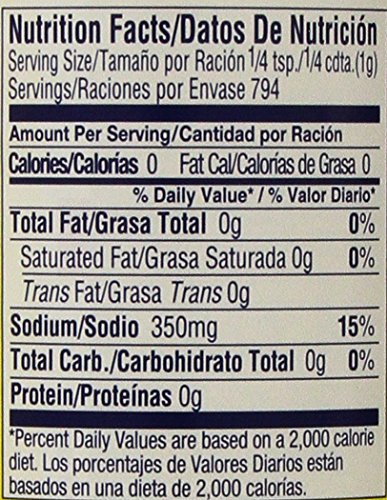 Nutrition Facts/Datos De Nutrición
Serving Size/Tamaño por Ración 1/4 tsp./1/4 cdta.(1g)
Servings/Raciones por Envase 794
Amount Per Serving/Cantidad por Ración
Calories/Calorías 0 Fat Cal/Calorías de Grasa 0
% Daily Value* / % Valor Diario*
Total Fat/Grasa Total 0g 0%
Saturated Fat/Grasa Saturada 0g 0%
Trans Fat/Grasa Trans 0g
Sodium/Sodio 350mg 15%
Total Carb./Carbohidrato Total 0g 0%
Protein/Proteínas 0g
*Percent Daily Values are based on a 2,000 calorie
diet. Los porcentajes de Valores Diarios están
basados en una dieta de 2,000 calorías.